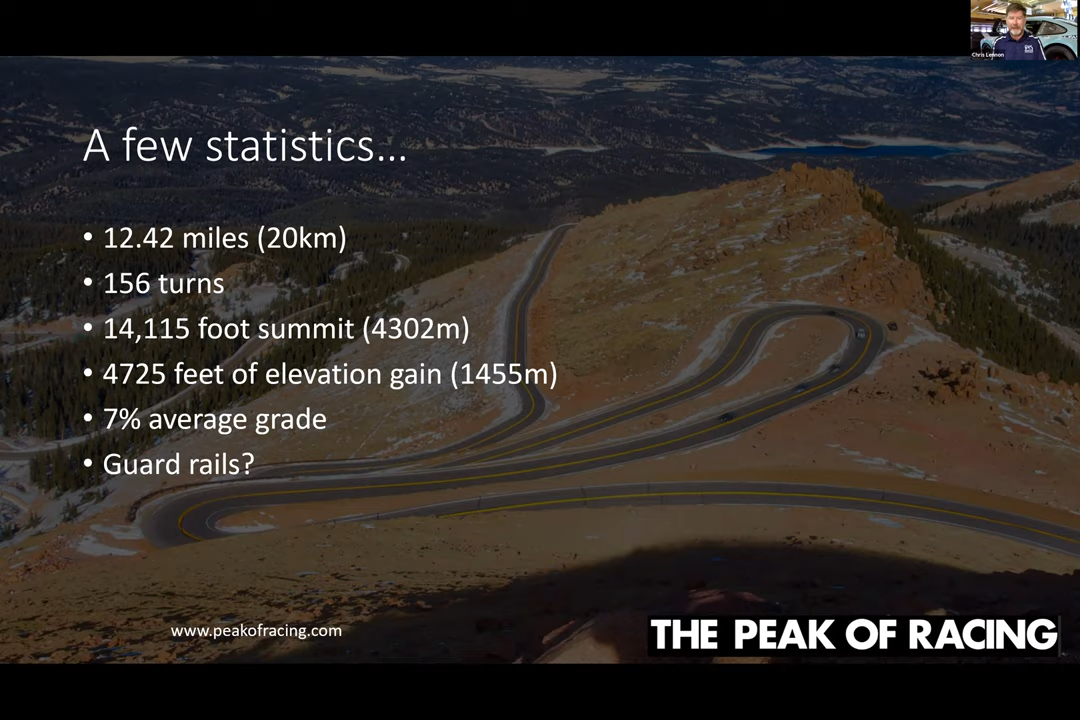 Chris Lennon
A few statistics...
• 12.42 miles (20km)
• 156 turns
• 14,115 foot summit (4302m)
• 4725 feet of elevation gain (1455m)
• 7% average grade
• Guard rails?
www.peakofracing.com
THE PEAK OF RACING